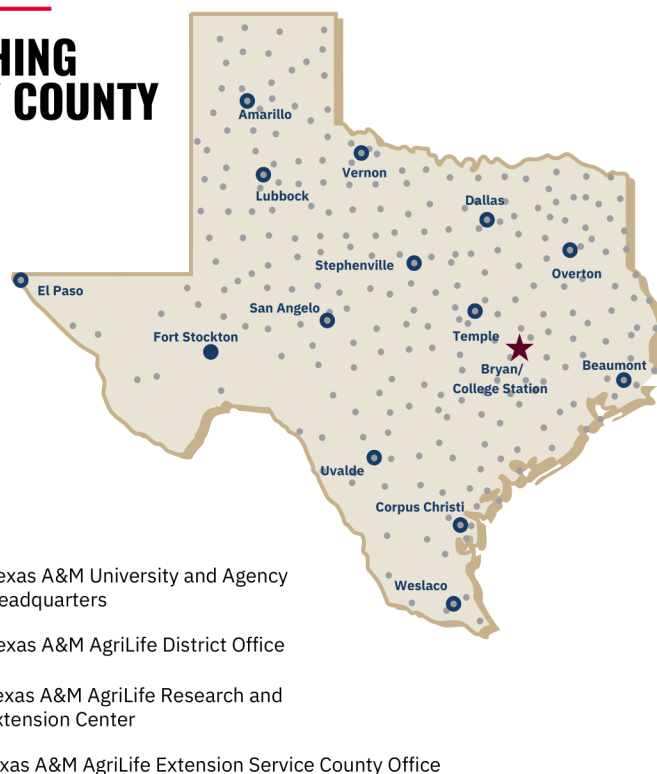 HING
COUNTY
Amarillo
Vernon
Lubbock
Dallas
Stephenville
Overton
El Paso
San Angelo
Fort Stockton
Temple
Bryan/
College Station
Beaumont
Uvalde
Corpus Christi
Weslaco
exas A&M University and Agency
eadquarters
exas A&M AgriLife District Office
exas A&M AgriLife Research and
xtension Center
xas A&M AgriLife Extension Service County Office